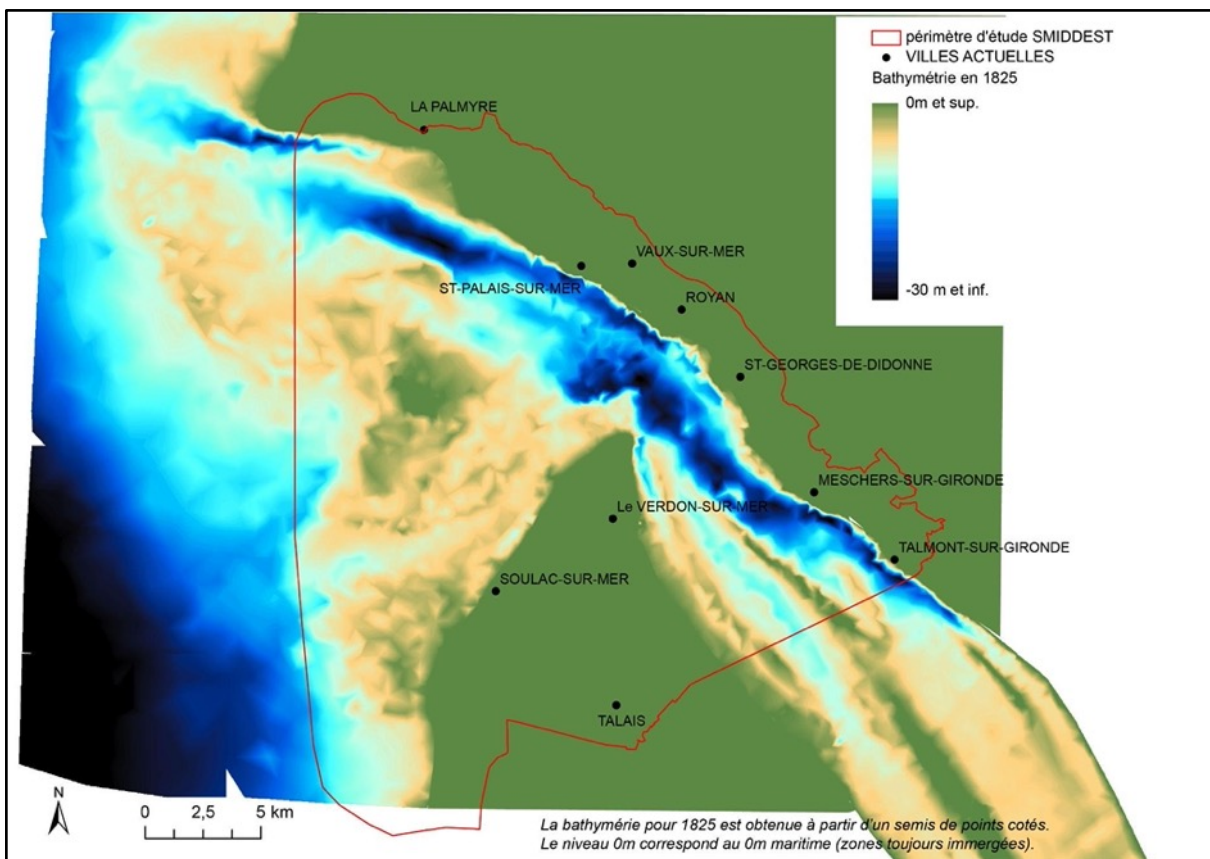 périmètre d'étude SMIDDEST
VILLES ACTUELLES
Bathymétrie en 1825
0m et sup.
-30 m et inf.
LA PALMYRE
VAUX-SUR-MER
ST-PALAIS-SUR-MER
ROYAN
ST-GEORGES-DE-DIDONNE
MESCHERS-SUR-GIRONDE
Le VERDON-SUR-MER
TALMONT-SUR-GIRONDE
SOULAC-SUR-MER
TALAIS
N
0 2,5 5 km
La bathymérie pour 1825 est obtenue à partir d'un semis de points cotés.
Le niveau 0m correspond au 0m maritime (zones toujours immergées).